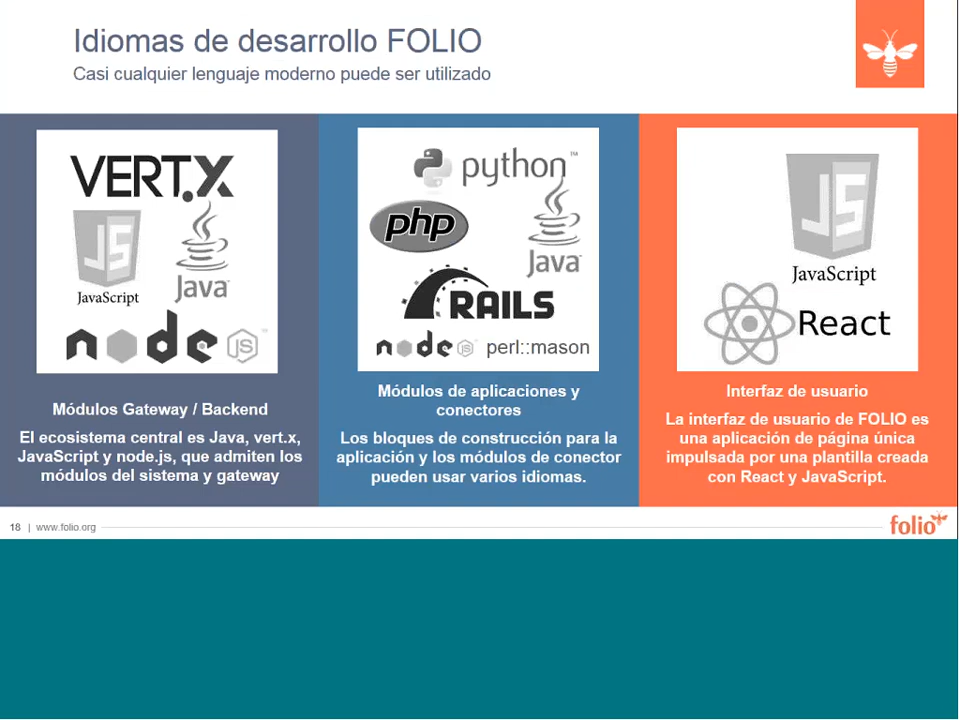 Idiomas de desarrollo FOLIO
Casi cualquier lenguaje moderno puede ser utilizado
VERT.X
JS
JavaScript
Java
node JS™
Módulos Gateway / Backend
El ecosistema central es Java, vert.x,
JavaScript y node.js, que admiten los
módulos del sistema y gateway
python™
php
Java
RAILS
node JS
perl::mason
Módulos de aplicaciones y
conectores
Los bloques de construcción para la
aplicación y los módulos de conector
pueden usar varios idiomas.
JS
JavaScript
React
Interfaz de usuario
La interfaz de usuario de FOLIO es
una aplicación de página única
impulsada por una plantilla creada
con React y JavaScript.
18 | www.folio.org
folio